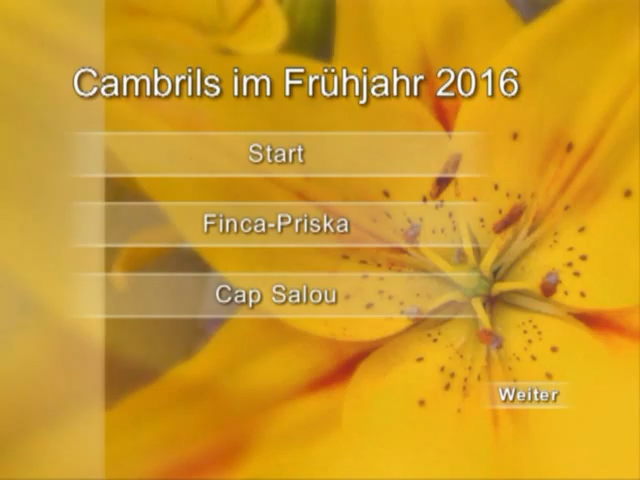 Cambrils im Frühjahr 2016
Start
Finca-Priska
Cap Salou
Weiter